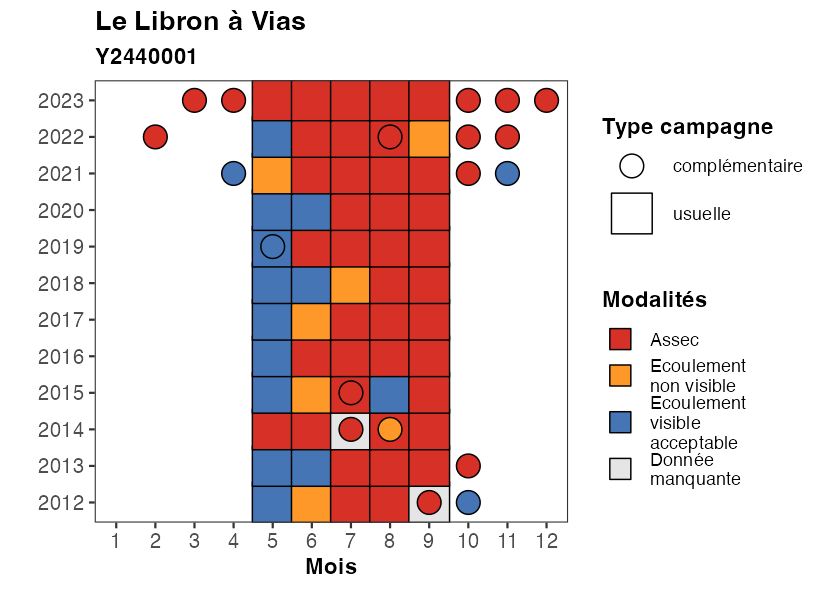 Le Libron à Vias
Y2440001
2023
2022
2021
2020
2019
2018
2017
2016
2015
2014
2013
2012
1 2 3 4 5 6 7 8 9 10 11 12
Mois
Type campagne
complémentaire
usuelle
Modalités
Assec
Ecoulement
non visible
Ecoulement
visible
acceptable
Donnée
manquante